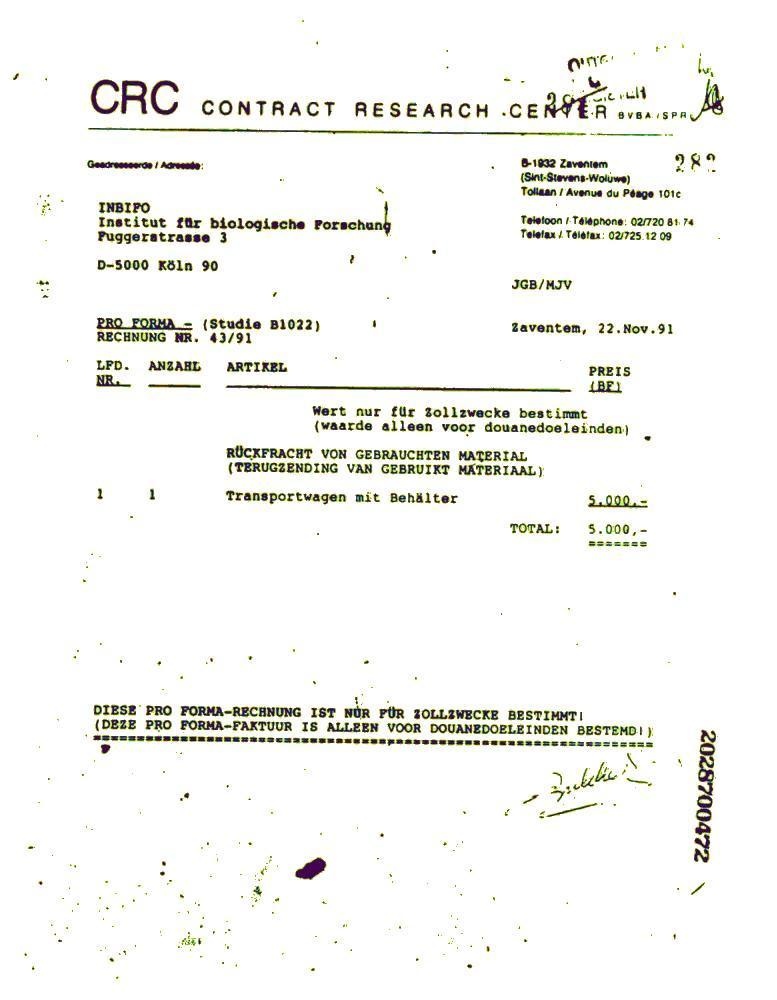 CRC CONTRACT RESEARCH CENTER BVBA/SPRL
Geadresseerde / Adressée:
B-1932 Zaventem
(Sint-Stevens-Woluwe)
Tollaan / Avenue du Péage 101c
282
INBIFO
Institut für biologische Forschung
Fuggerstrasse 3
Telefoon / Téléphone: 02/720 81 74
Telefax / Téléfax: 02/725 12 09
D-5000 Köln 90
JGB/MJV
PRO FORMA - (Studie B1022)
RECHNUNG NR. 43/91
Zaventem, 22.Nov.91
LFD. NR. ANZAHL ARTIKEL PREIS (BF)
Wert nur für Zollzwecke bestimmt
(waarde alleen voor douanedoeleinden)
RÜCKFRACHT VON GEBRAUCHTEN MATERIAL
(TERUGZENDING VAN GEBRUIKT MATERIAAL)
1 1 Transportwagen mit Behälter 5.000,-
TOTAL: 5.000,-
=======
DIESE PRO FORMA-RECHNUNG IST NUR FÜR ZOLLZWECKE BESTIMMT!
(DEZE PRO FORMA-FAKTUUR IS ALLEEN VOOR DOUANEDOELEINDEN BESTEMD!)
2028700472